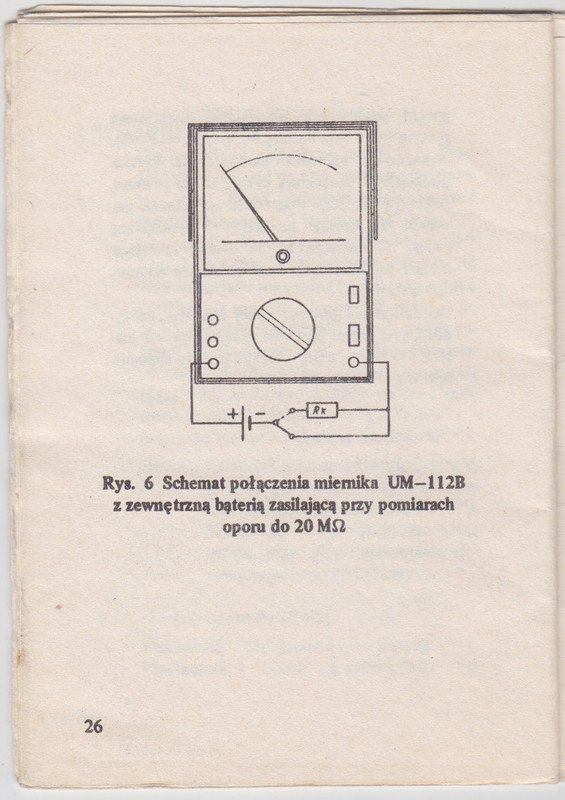 + −
Rx
Rys. 6 Schemat połączenia miernika UM−112B
z zewnętrzną bąterią zasilającą przy pomiarach
oporu do 20 MΩ
26